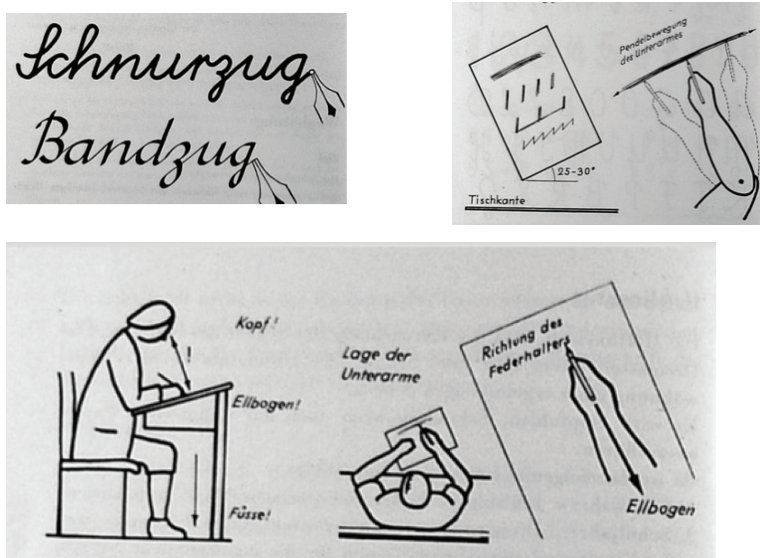 Schnurzug
Bandzug
Pendelbewegung
des Unterarmes
25-30°
Tischkante
Kopf!
!
Ellbogen!
Füsse!
Lage der
Unterarme
Richtung des
Federhalters
Ellbogen